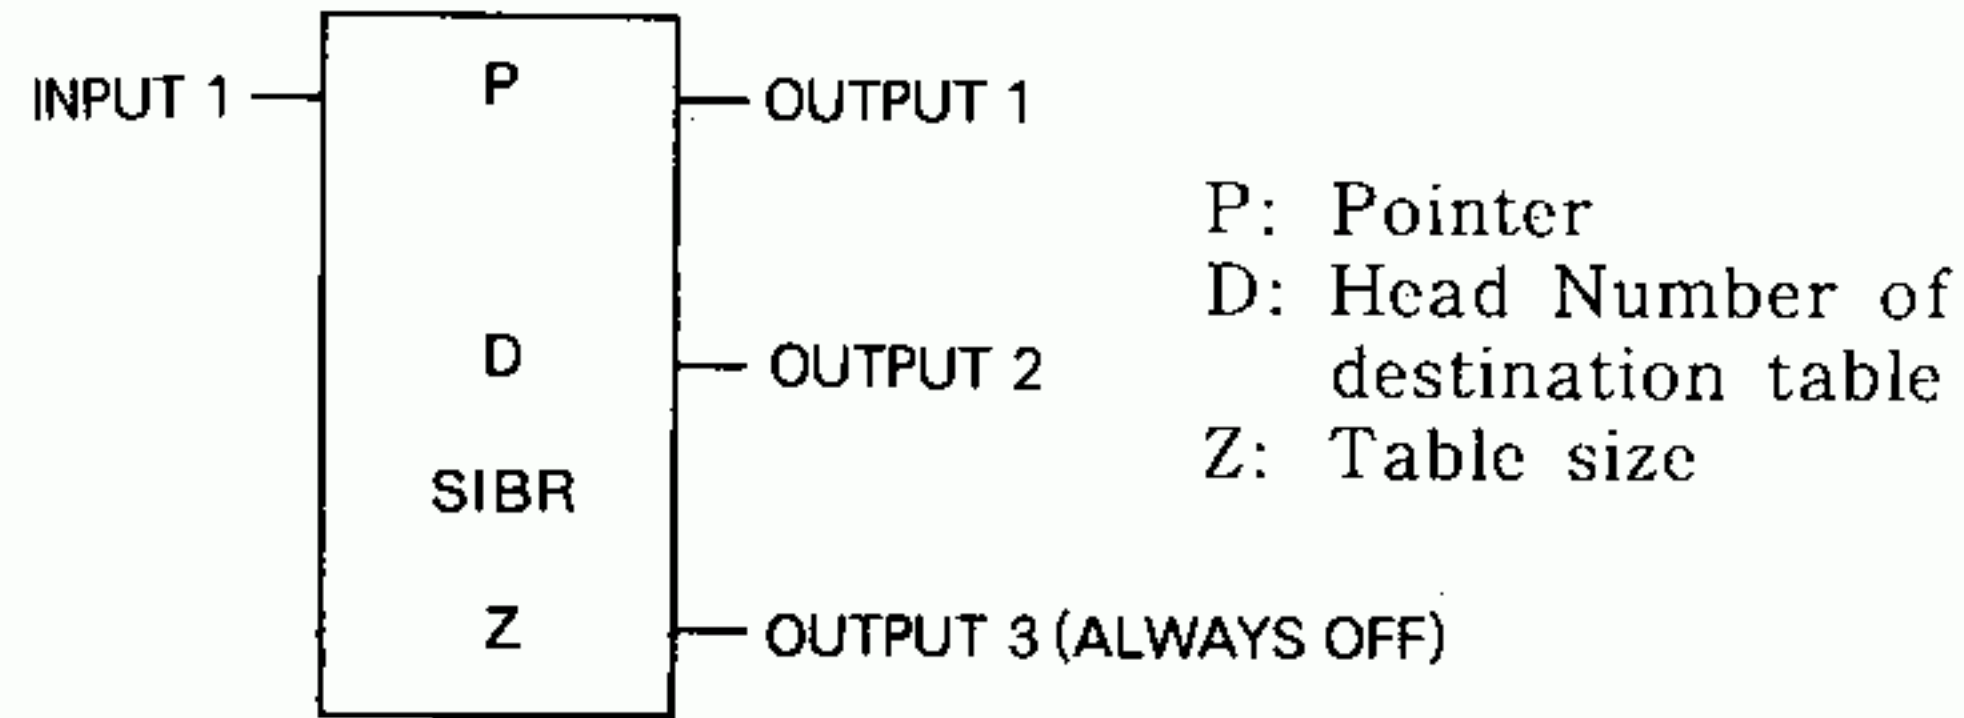 INPUT 1
P
OUTPUT 1
D
OUTPUT 2
SIBR
Z
OUTPUT 3 (ALWAYS OFF)
P: Pointer
D: Head Number of
destination table
Z: Table size